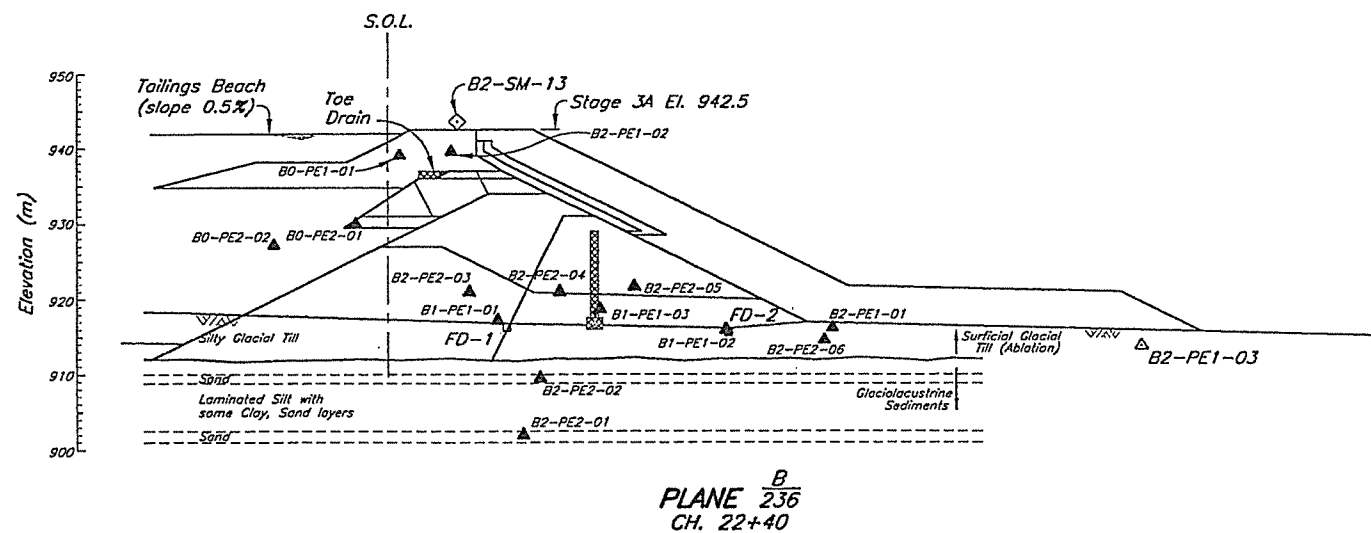 S.O.L.
950
940
930
920
910
900
Elevation (m)
Tailings Beach
(slope 0.5%)
Toe
Drain
B2-SM-13
Stage 3A El. 942.5
B2-PE1-02
B0-PE1-01
B0-PE2-02
B0-PE2-01
B2-PE2-03
B2-PE2-04
B2-PE2-05
B1-PE1-01
B1-PE1-03
FD-2
B2-PE1-01
Silty Glacial Till
FD-1
B1-PE1-02
B2-PE2-06
Surficial Glacial
Till (Ablation)
B2-PE1-03
Sand
B2-PE2-02
Laminated Silt with
some Clay, Sand layers
Glaciolacustrine
Sediments
B2-PE2-01
Sand
PLANE B
236
CH. 22+40